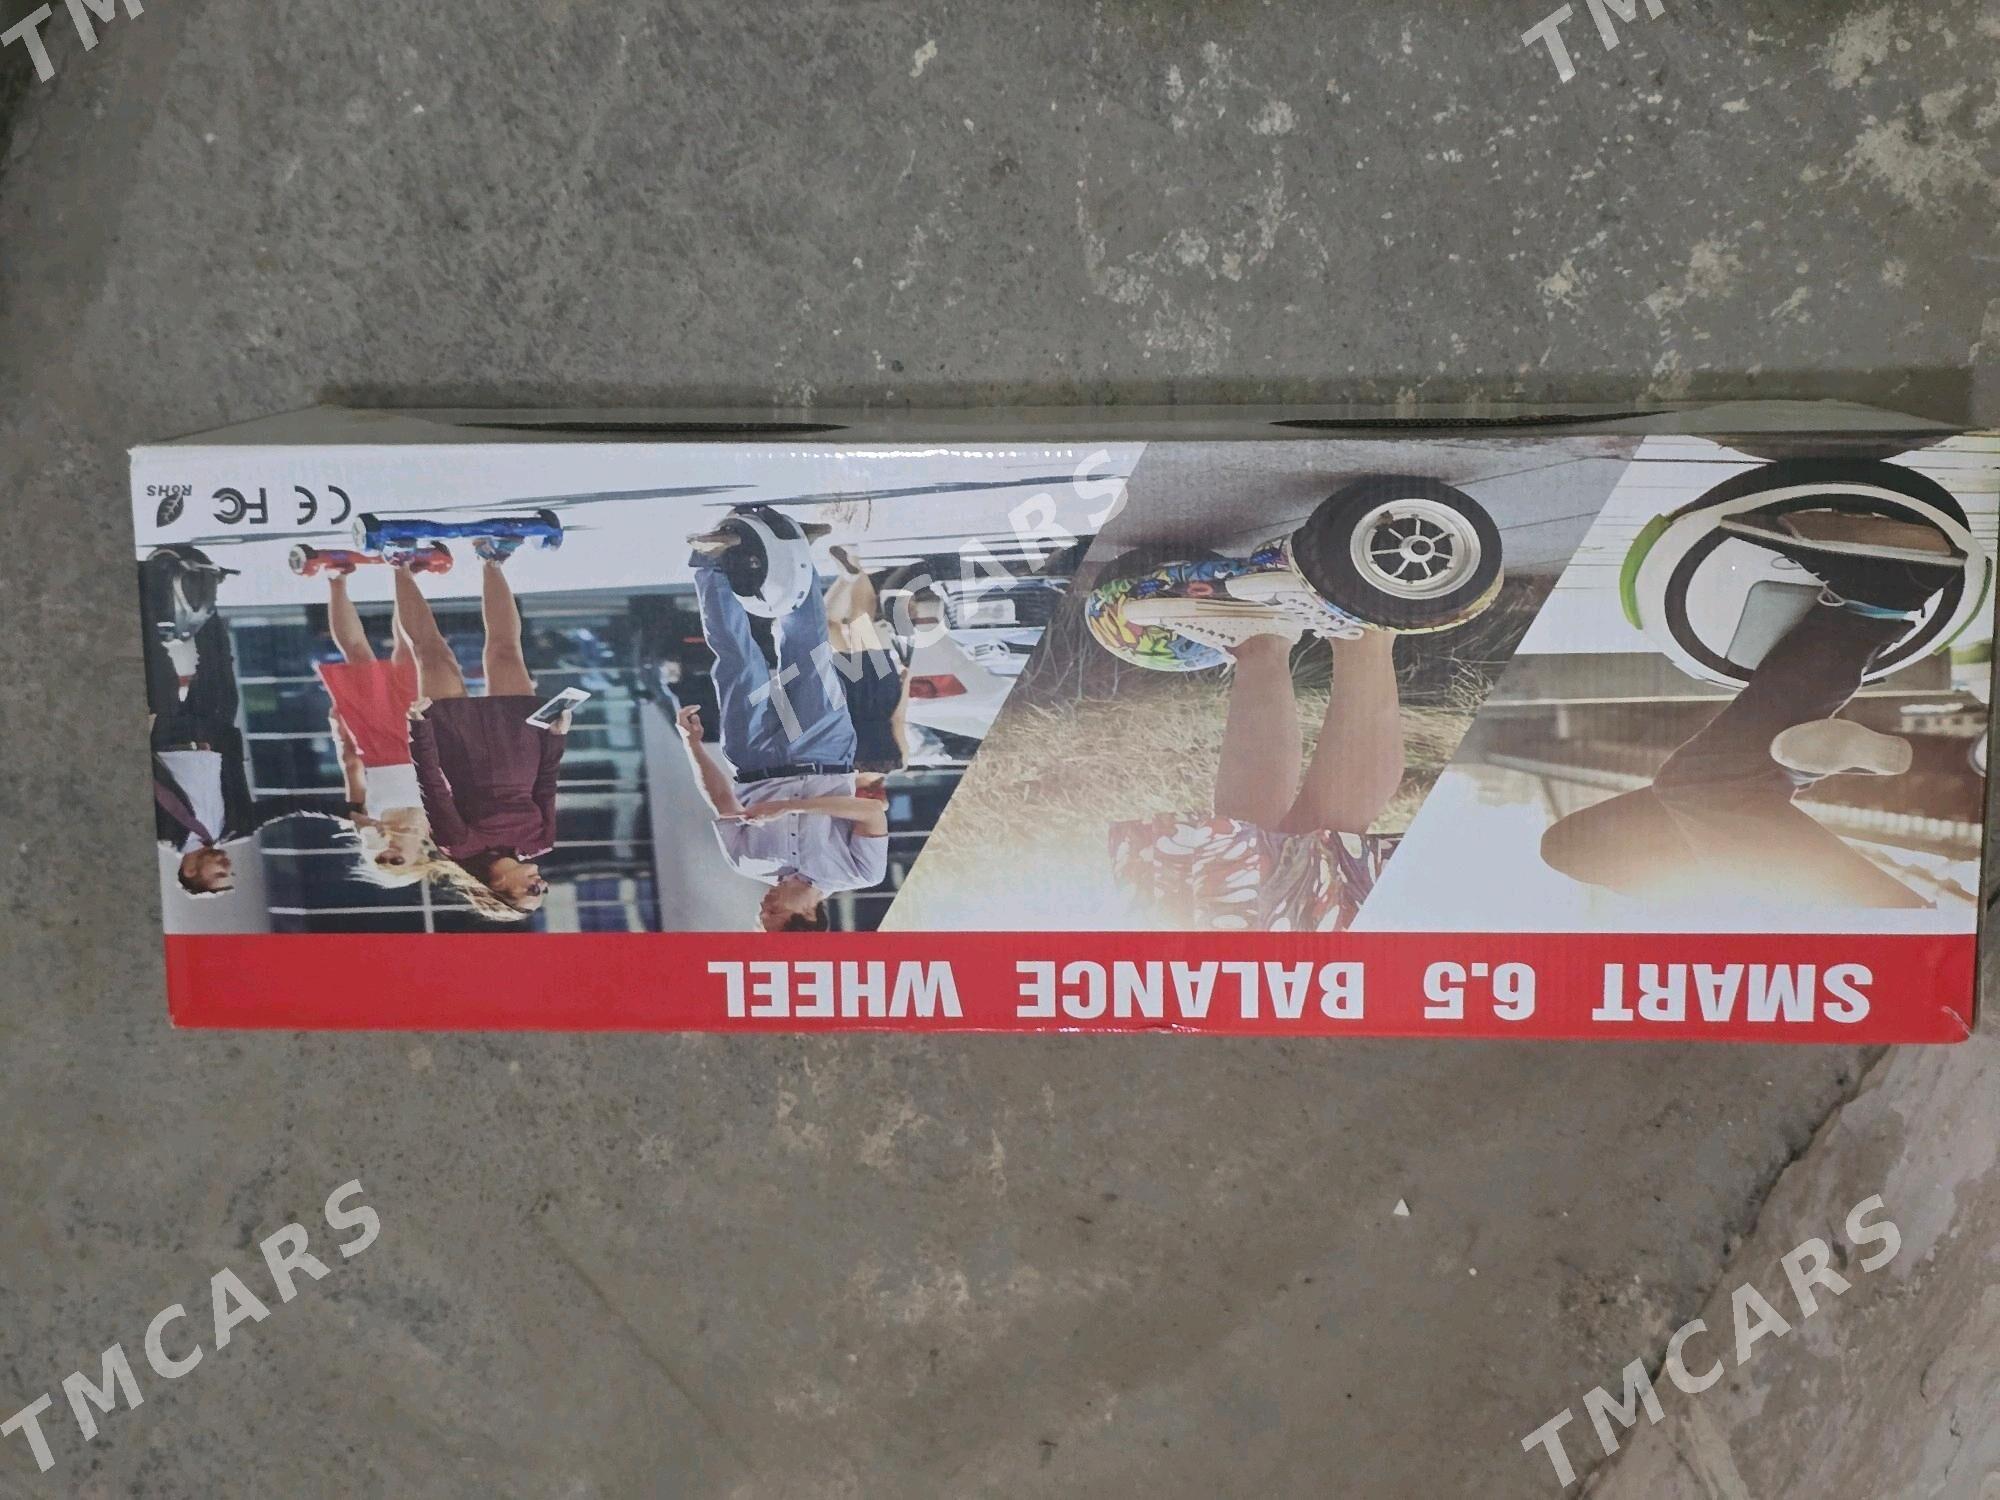 SMART 6.5 BALANCE WHEEL
CE FC RoHS
TMCARS
TMCARS
TMCARS